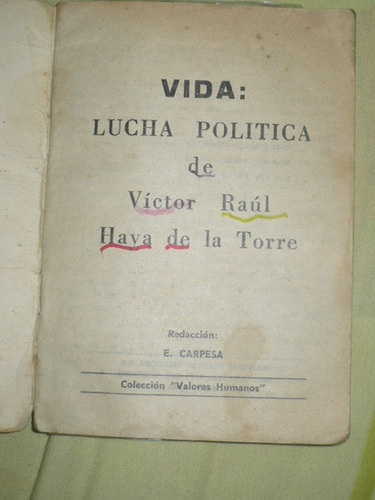 VIDA:
LUCHA POLITICA
de
Víctor Raúl
Haya de la Torre
Redacción:
E. CARPESA
Colección "Valores Humanos"